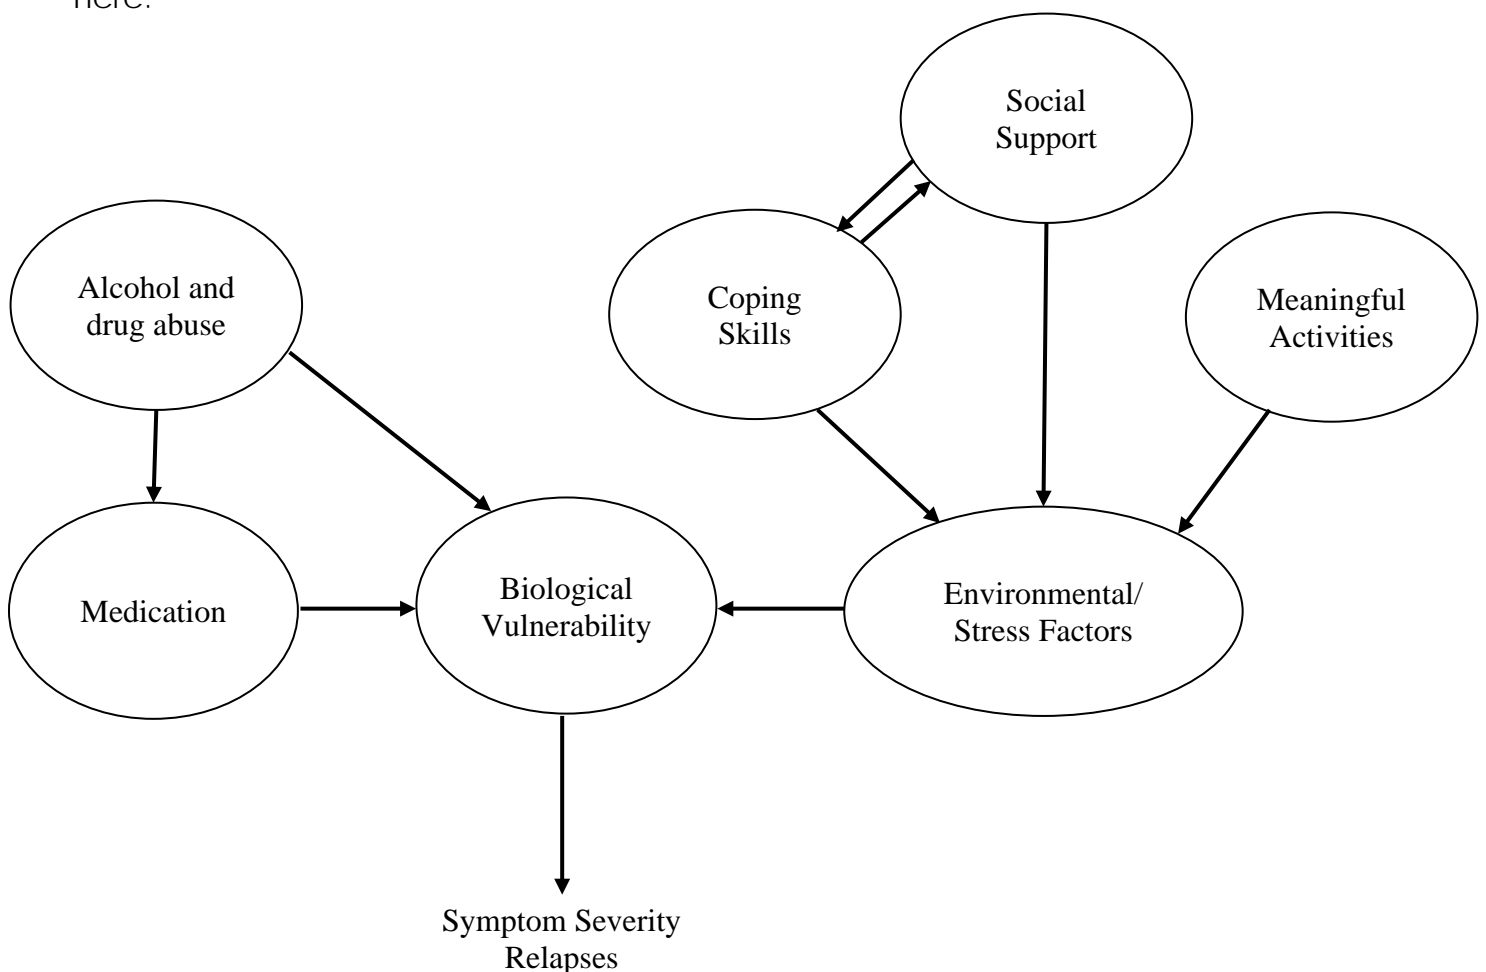 here:
Social
Support
Alcohol and
drug abuse
Coping
Skills
Meaningful
Activities
Medication
Biological
Vulnerability
Environmental/
Stress Factors
Symptom Severity
Relapses